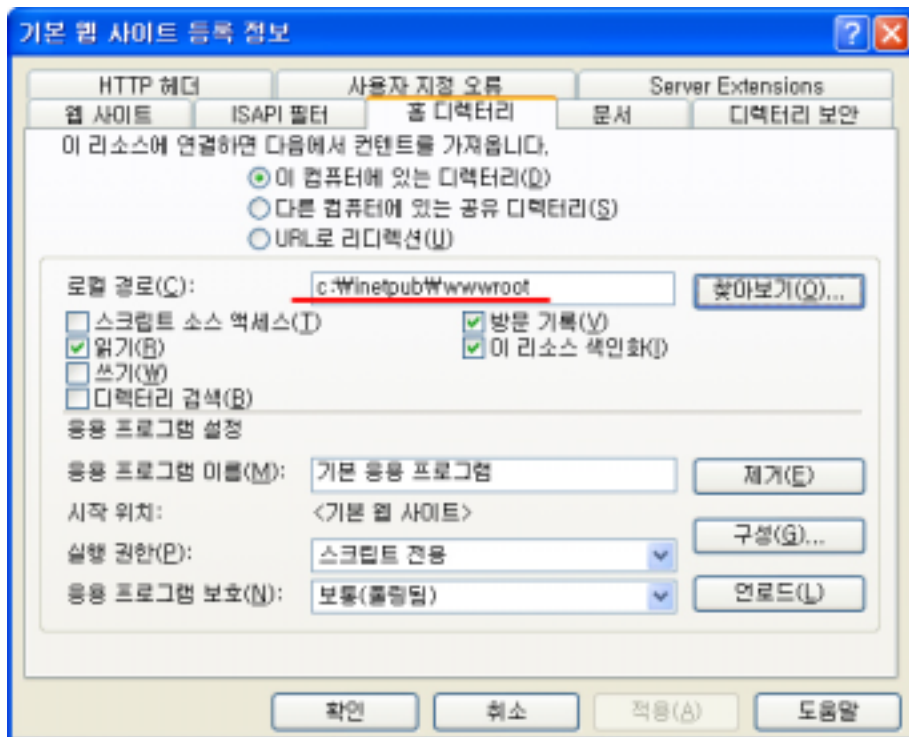 기본 웹 사이트 등록 정보
HTTP 헤더 사용자 지정 오류 Server Extensions
웹 사이트 ISAPI 필터 홈 디렉터리 문서 디렉터리 보안
이 리소스에 연결하면 다음에서 컨텐트를 가져옵니다.
이 컴퓨터에 있는 디렉터리(D)
다른 컴퓨터에 있는 공유 디렉터리(S)
URL로 리디렉션(U)
로컬 경로(C): c:₩inetpub₩wwwroot 찾아보기(O)...
스크립트 소스 액세스(T) 방문 기록(V)
읽기(R) 이 리소스 색인화(I)
쓰기(W)
디렉터리 검색(B)
응용 프로그램 설정
응용 프로그램 이름(M): 기본 응용 프로그램 제거(E)
시작 위치: <기본 웹 사이트>
구성(G)...
실행 권한(P): 스크립트 전용
응용 프로그램 보호(N): 보통(풀링됨) 언로드(L)
확인 취소 적용(A) 도움말